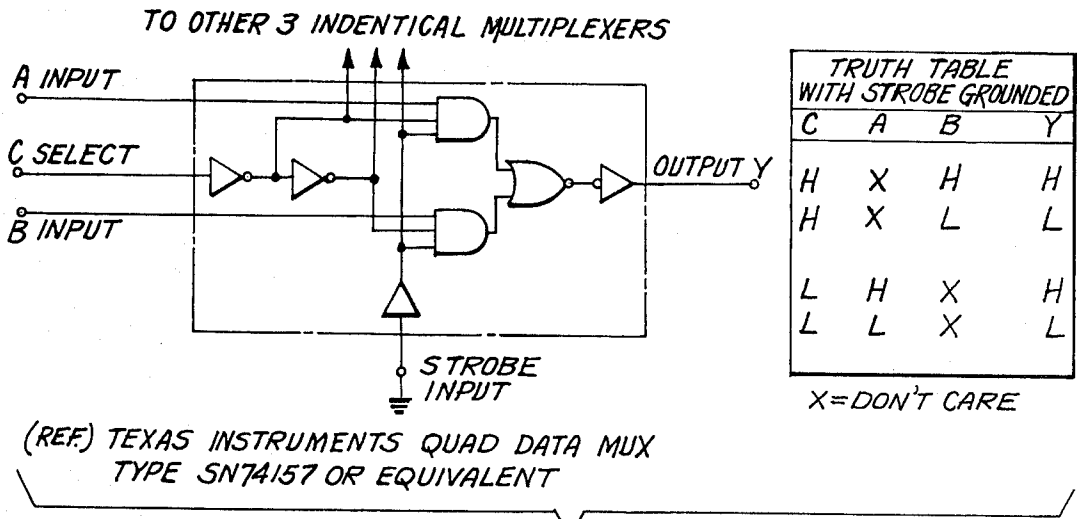 TO OTHER 3 INDENTICAL MULTIPLEXERS
A INPUT
C SELECT
B INPUT
OUTPUT Y
STROBE
INPUT
TRUTH TABLE
WITH STROBE GROUNDED
C A B Y
H X H H
H X L L
L H X H
L L X L
X=DON'T CARE
(REF.) TEXAS INSTRUMENTS QUAD DATA MUX
TYPE SN74157 OR EQUIVALENT